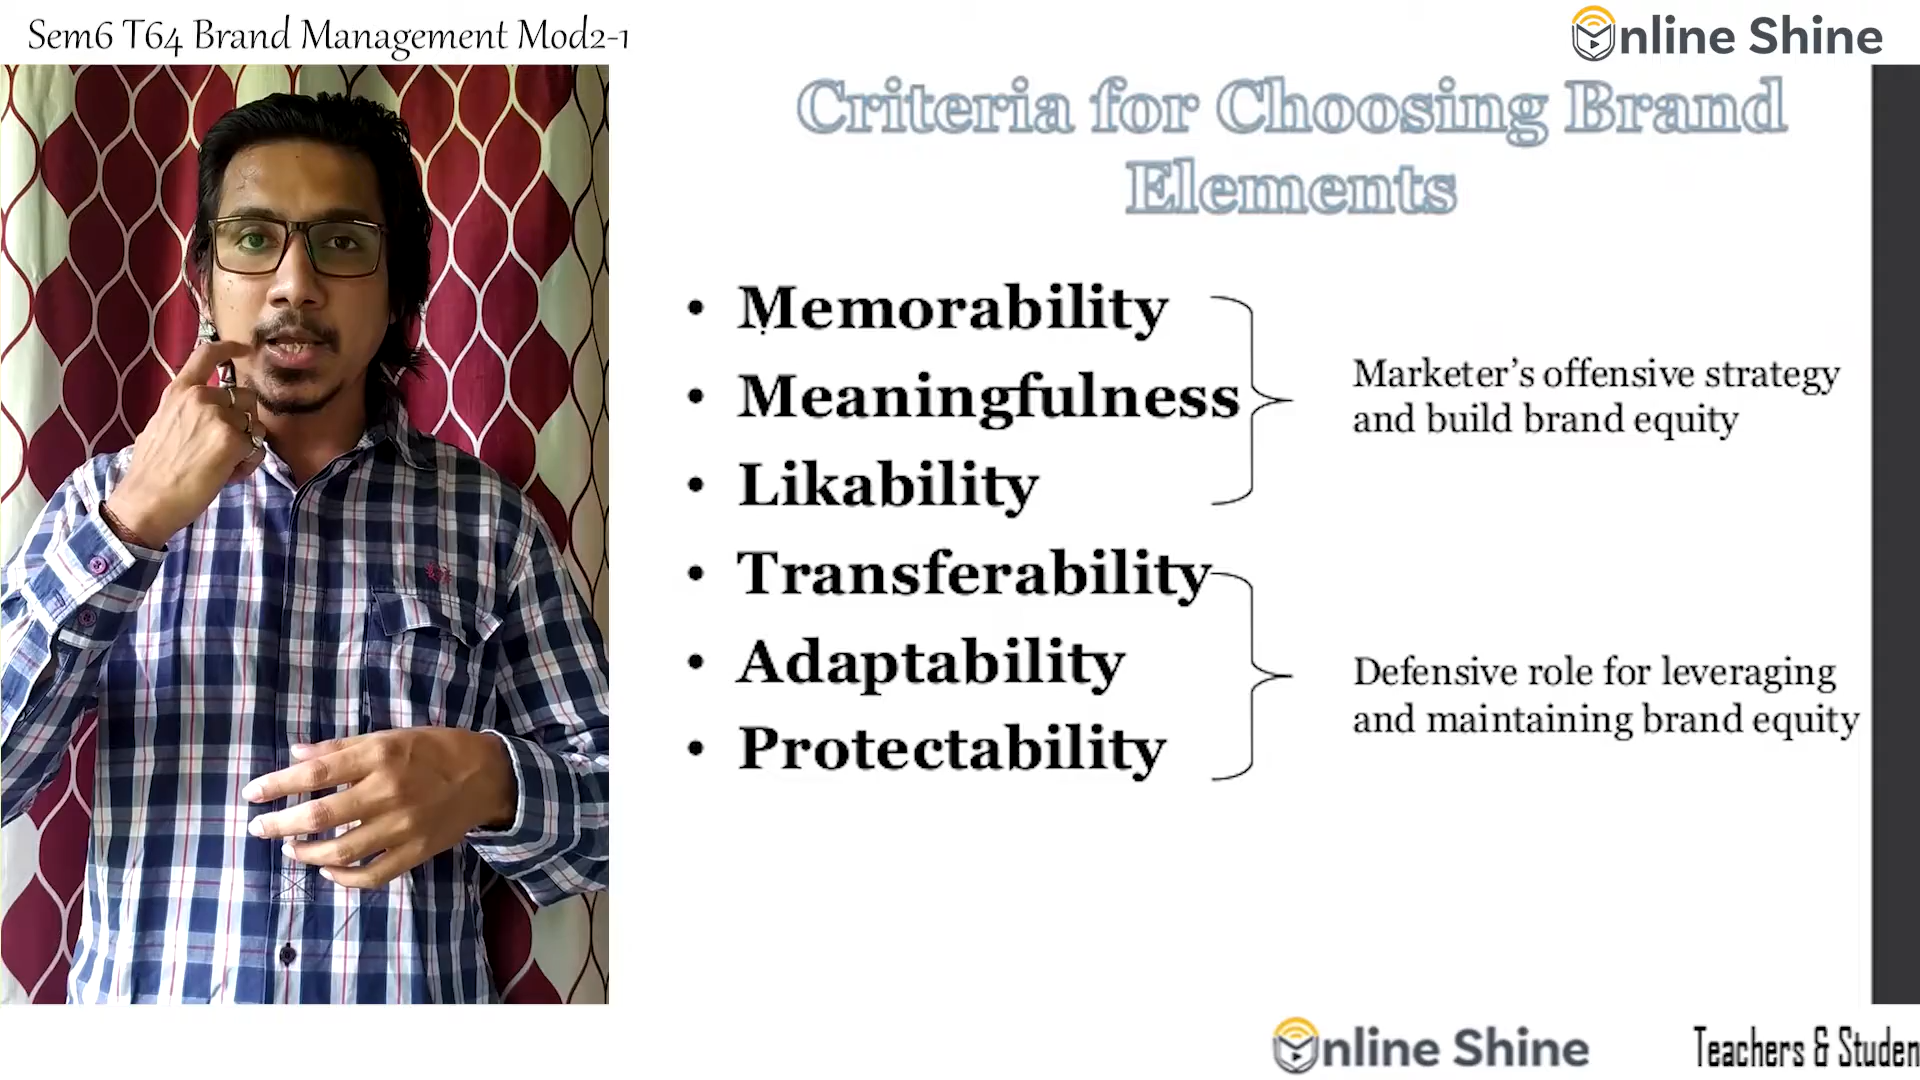 Sem6 T64 Brand Management Mod2-1
Online Shine
Criteria for Choosing Brand
Elements
• Memorability
• Meaningfulness
• Likability
Marketer's offensive strategy
and build brand equity
• Transferability
• Adaptability
• Protectability
Defensive role for leveraging
and maintaining brand equity
Online Shine
Teachers & Studen